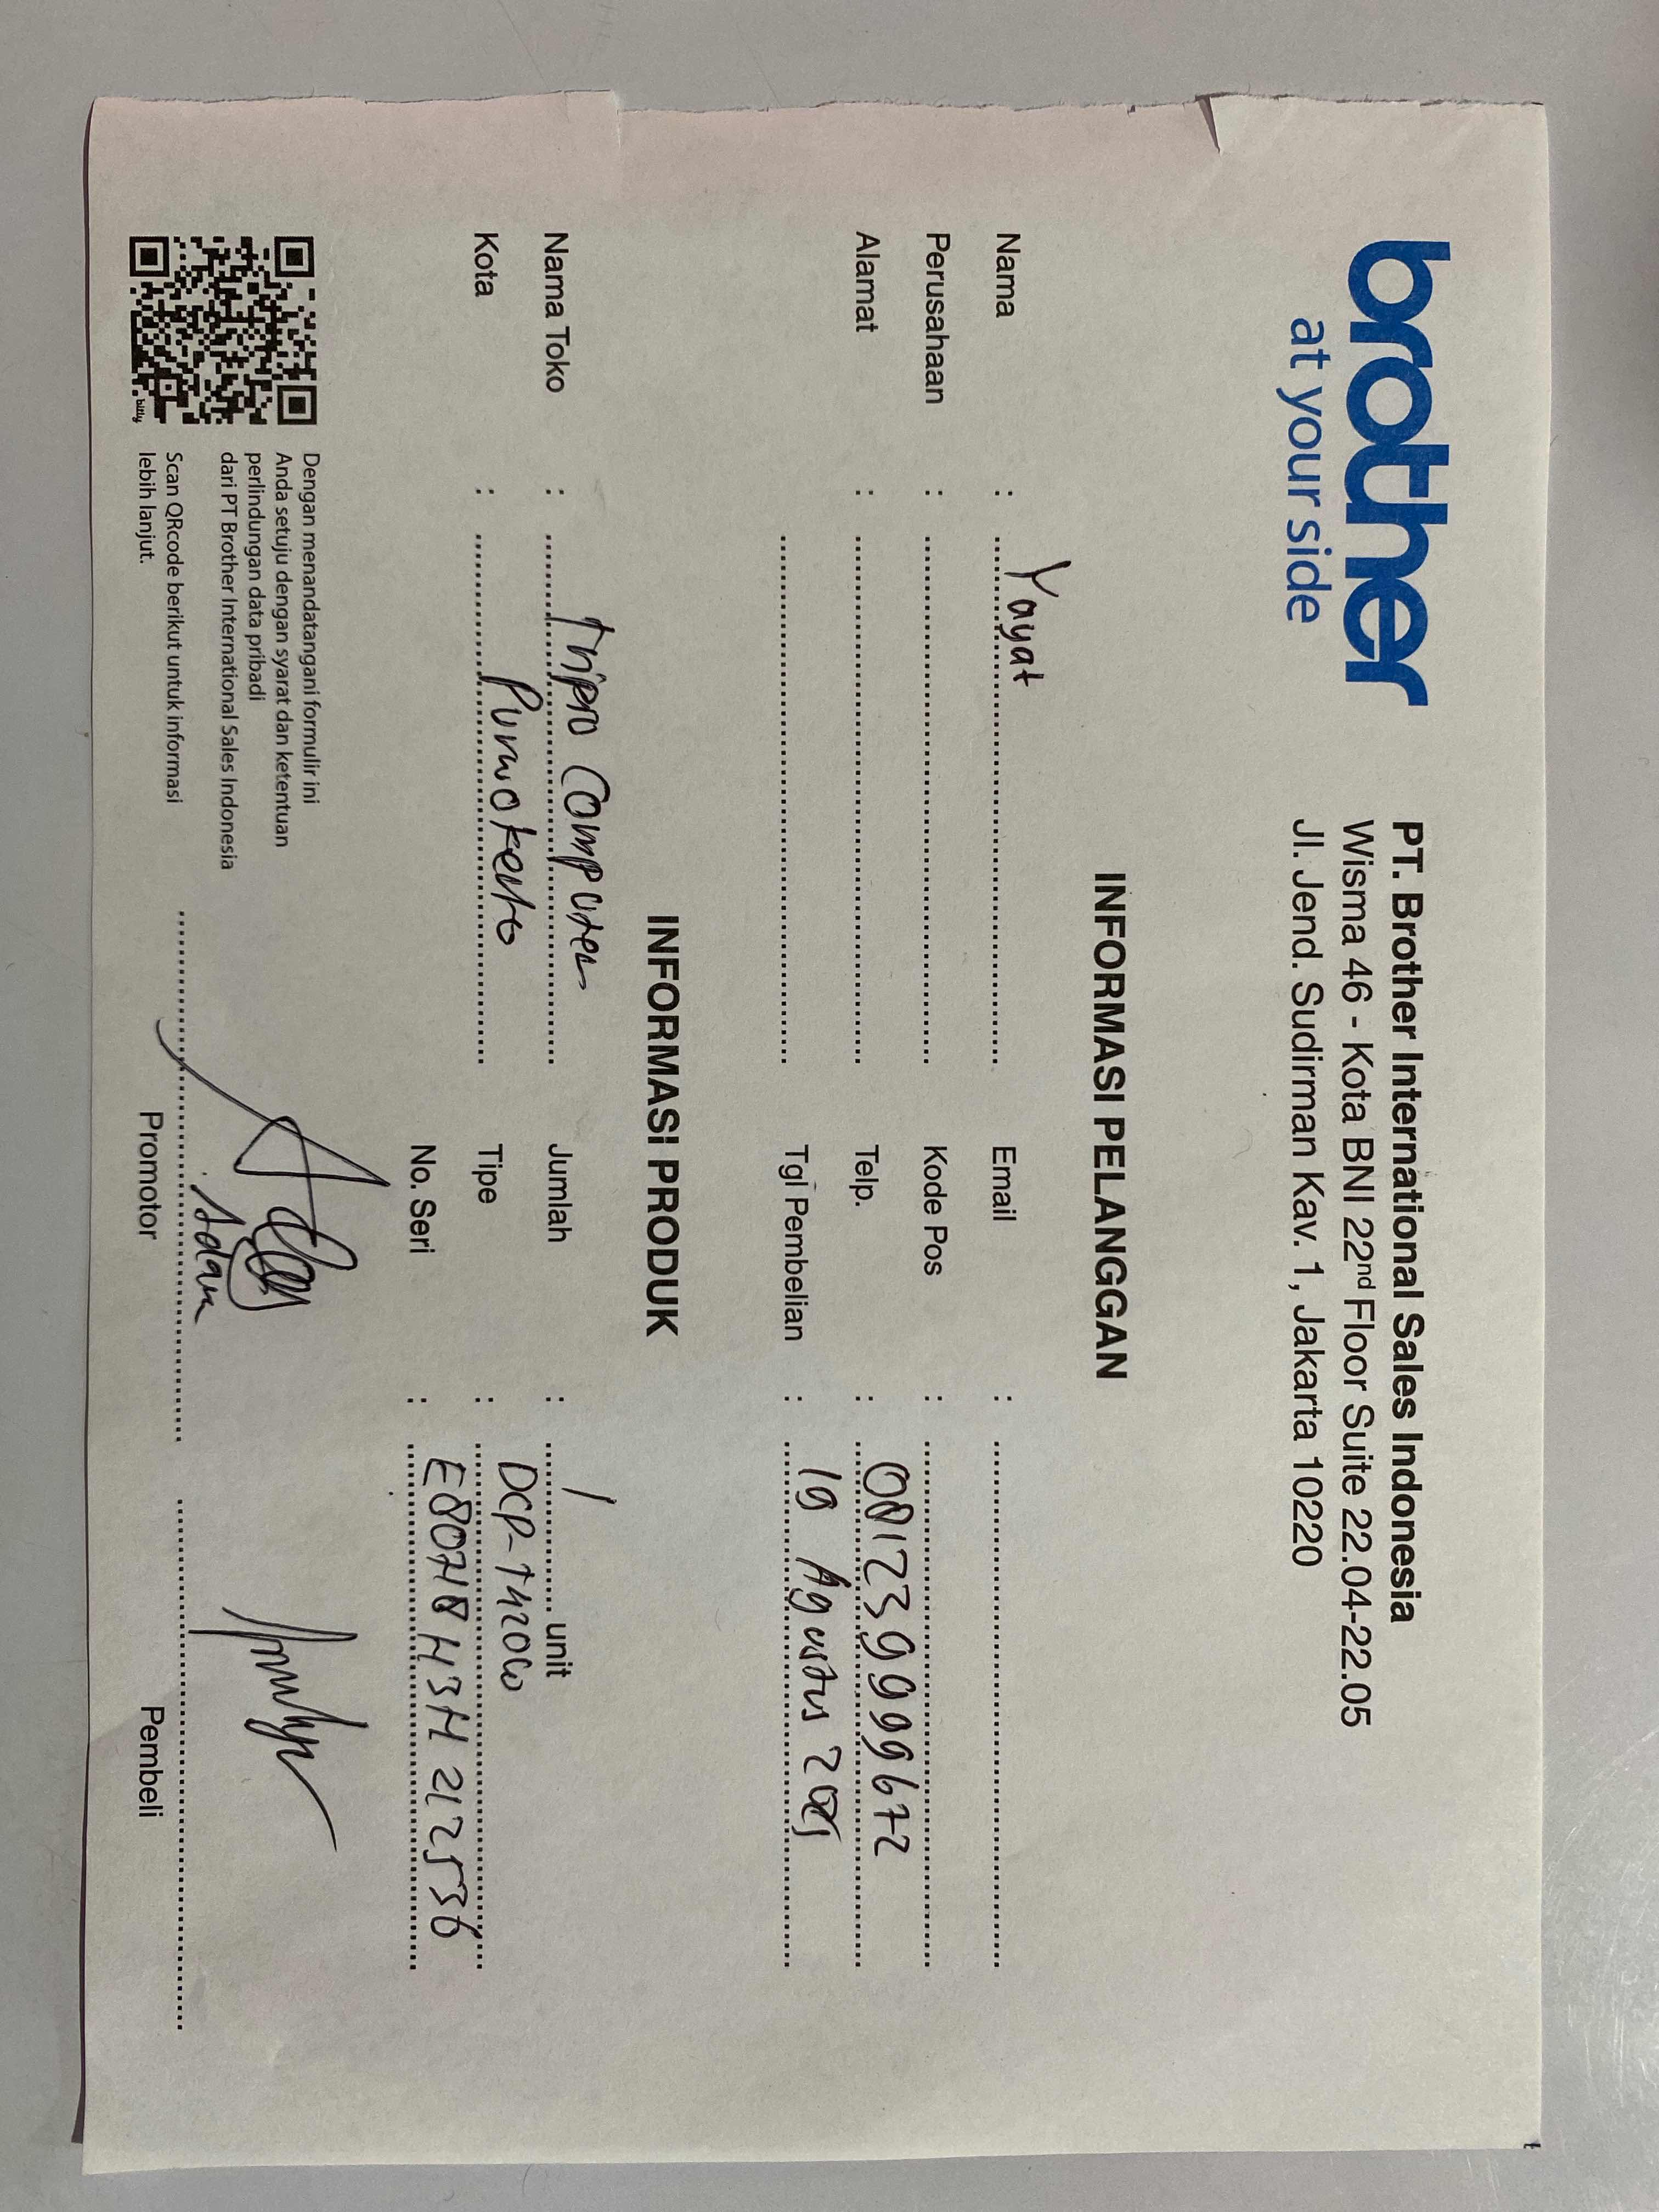 brother
at your side
PT. Brother International Sales Indonesia
Wisma 46 - Kota BNI 22nd Floor Suite 22.04-22.05
Jl. Jend. Sudirman Kav. 1, Jakarta 10220
INFORMASI PELANGGAN
Nama : Yayat Email :
Perusahaan : Kode Pos :
Alamat : Telp. :081239999672
Tgl Pembelian : 19 Agustus 2025
INFORMASI PRODUK
Nama Toko : Tripro Computer Jumlah : 1 unit
Kota : Purwokerto Tipe : DCP-T420W
No. Seri :
Dengan menandatangani formulir ini
Anda setuju dengan syarat dan ketentuan
perlindungan data pribadi
dari PT Brother International Sales Indonesia
Scan QRcode berikut untuk informasi
lebih lanjut.
bitly
Promotor Pembeli